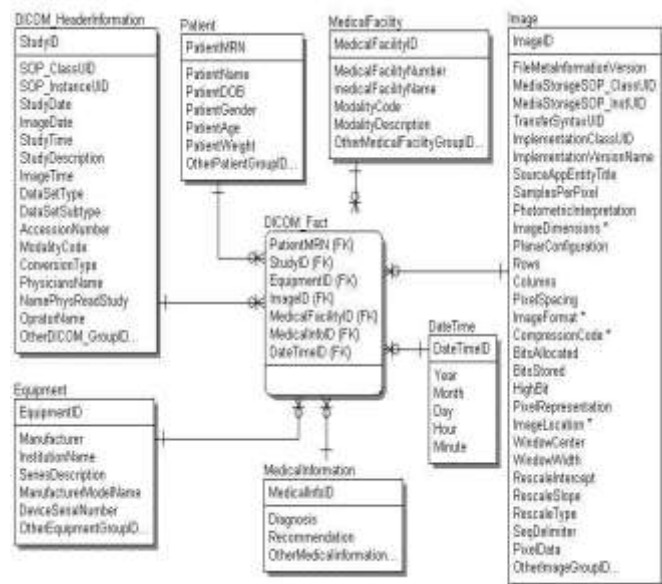 DICOM_HeaderInformation
StudyID
SOP_ClassUID
SOP_InstanceUID
StudyDate
ImageDate
StudyTime
StudyDescription
ImageTime
DataSetType
DataSetSubtype
AccessionNumber
ModalityCode
ConversionType
PhysiciansName
NamePhysReadStudy
OpratorName
OtherDICOM_GroupID...
Patient
PatientMRN
PatientName
PatientDOB
PatientGender
PatientAge
PatientWeight
OtherPatientGroupID...
MedicalFacility
MedicalFacilityID
MedicalFacilityNumber
medicalFacilityName
ModalityCode
ModalityDescription
OtherMedicalFacilityGroupID...
Image
ImageID
FileMetaInformationVersion
MediaStorageSOP_ClassUID
MediaStorageSOP_InstUID
TransferSyntaxUID
ImplementationClassUID
ImplementationVersionName
SourceAppEntityTitle
SamplesPerPixel
PhotometricInterpretation
ImageDimensions *
PlanarConfiguration
Rows
Columns
PixelSpacing
ImageFormat *
CompressionCode *
BitsAllocated
BitsStored
HighBit
PixelRepresentation
ImageLocation *
WindowCenter
WindowWidth
RescaleIntercept
RescaleSlope
RescaleType
SeqDelimiter
PixelData
OtherImageGroupID...
DICOM_Fact
PatientMRN (FK)
StudyID (FK)
EquipmentID (FK)
ImageID (FK)
MedicalFacilityID (FK)
MedicalInfoID (FK)
DateTimeID (FK)
DateTime
DateTimeID
Year
Month
Day
Hour
Minute
Equipment
EquipmentID
Manufacturer
InstitutionName
SeriesDescription
ManufacturerModelName
DeviceSerialNumber
OtherEquipmentGroupID...
MedicalInformation
MedicalInfoID
Diagnosis
Recommendation
OtherMedicalInformation...